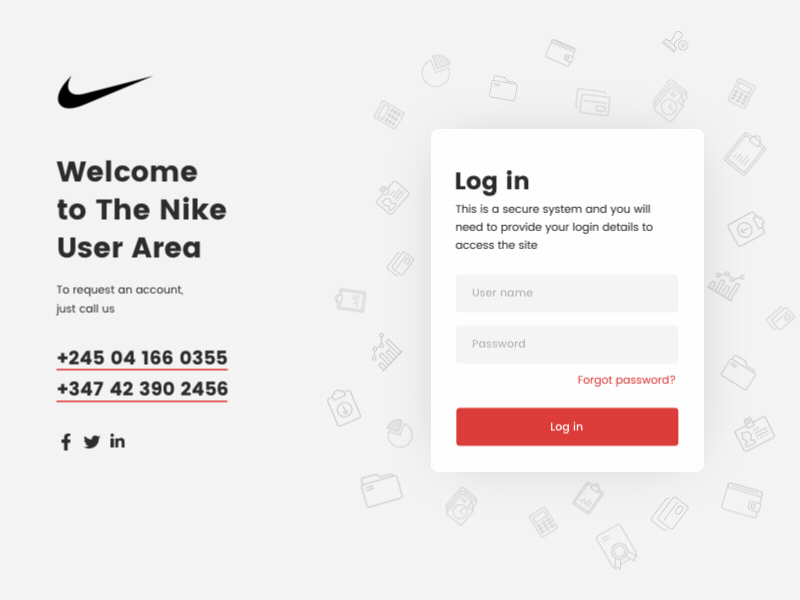 Welcome
to The Nike
User Area
To request an account,
just call us
+245 04 166 0355
+347 42 390 2456
Log in
This is a secure system and you will
need to provide your login details to
access the site
User name
Password
Forgot password?
Log in